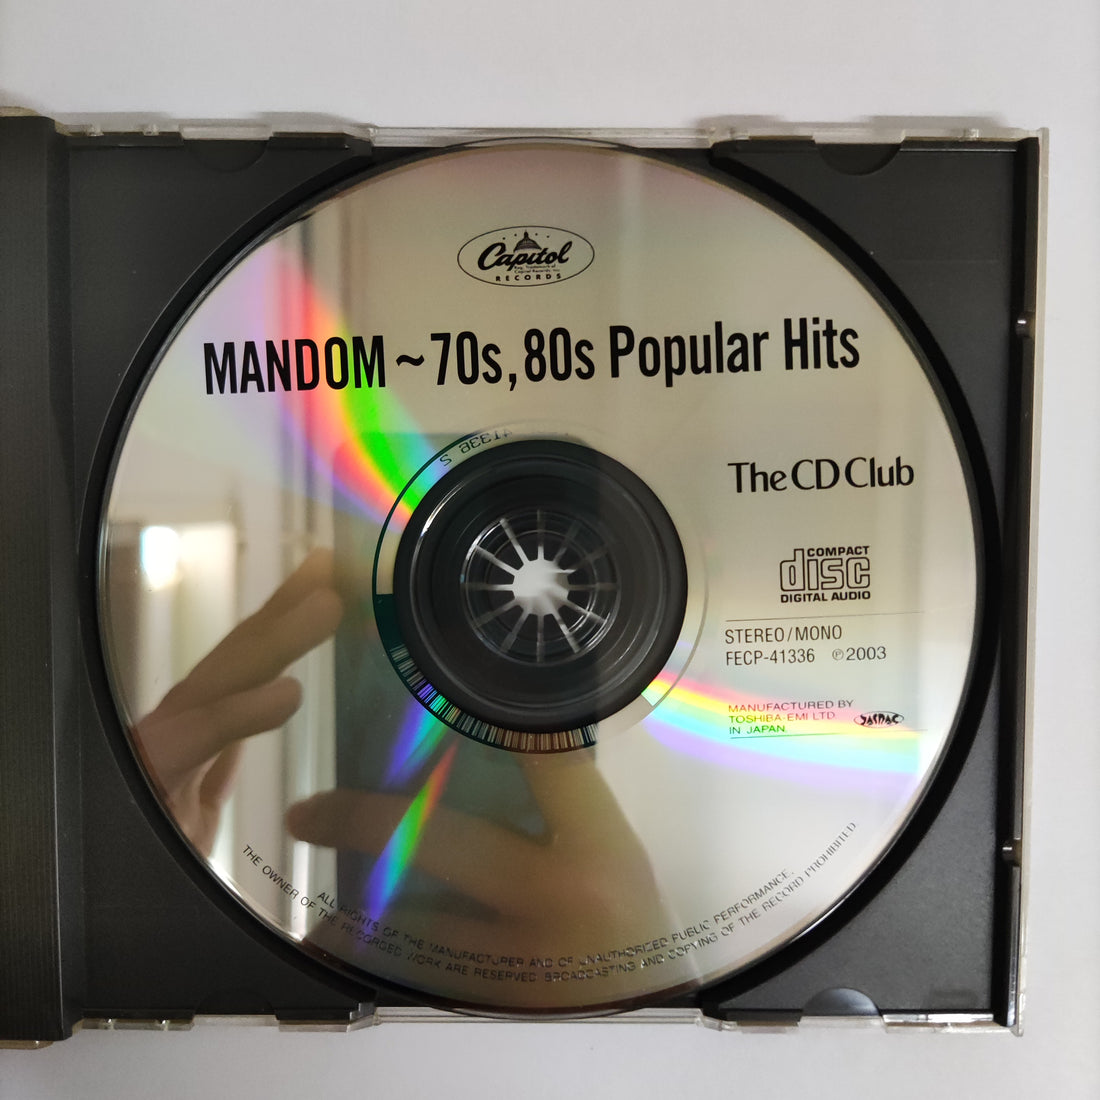 Capitol
RECORDS
MANDOM ~ 70s, 80s Popular Hits
The CD Club
COMPACT
disc
DIGITAL AUDIO
STEREO/MONO
FECP-41336 ℗2003
MANUFACTURED BY
TOSHIBA-EMI LTD.
IN JAPAN.
JASRAC
ALL RIGHTS OF THE MANUFACTURER AND OF UNAUTHORIZED PUBLIC PERFORMANCE,
THE OWNER OF THE RECORDED WORK ARE RESERVED BROADCASTING AND COPYING OF THE RECORD PROHIBITED.